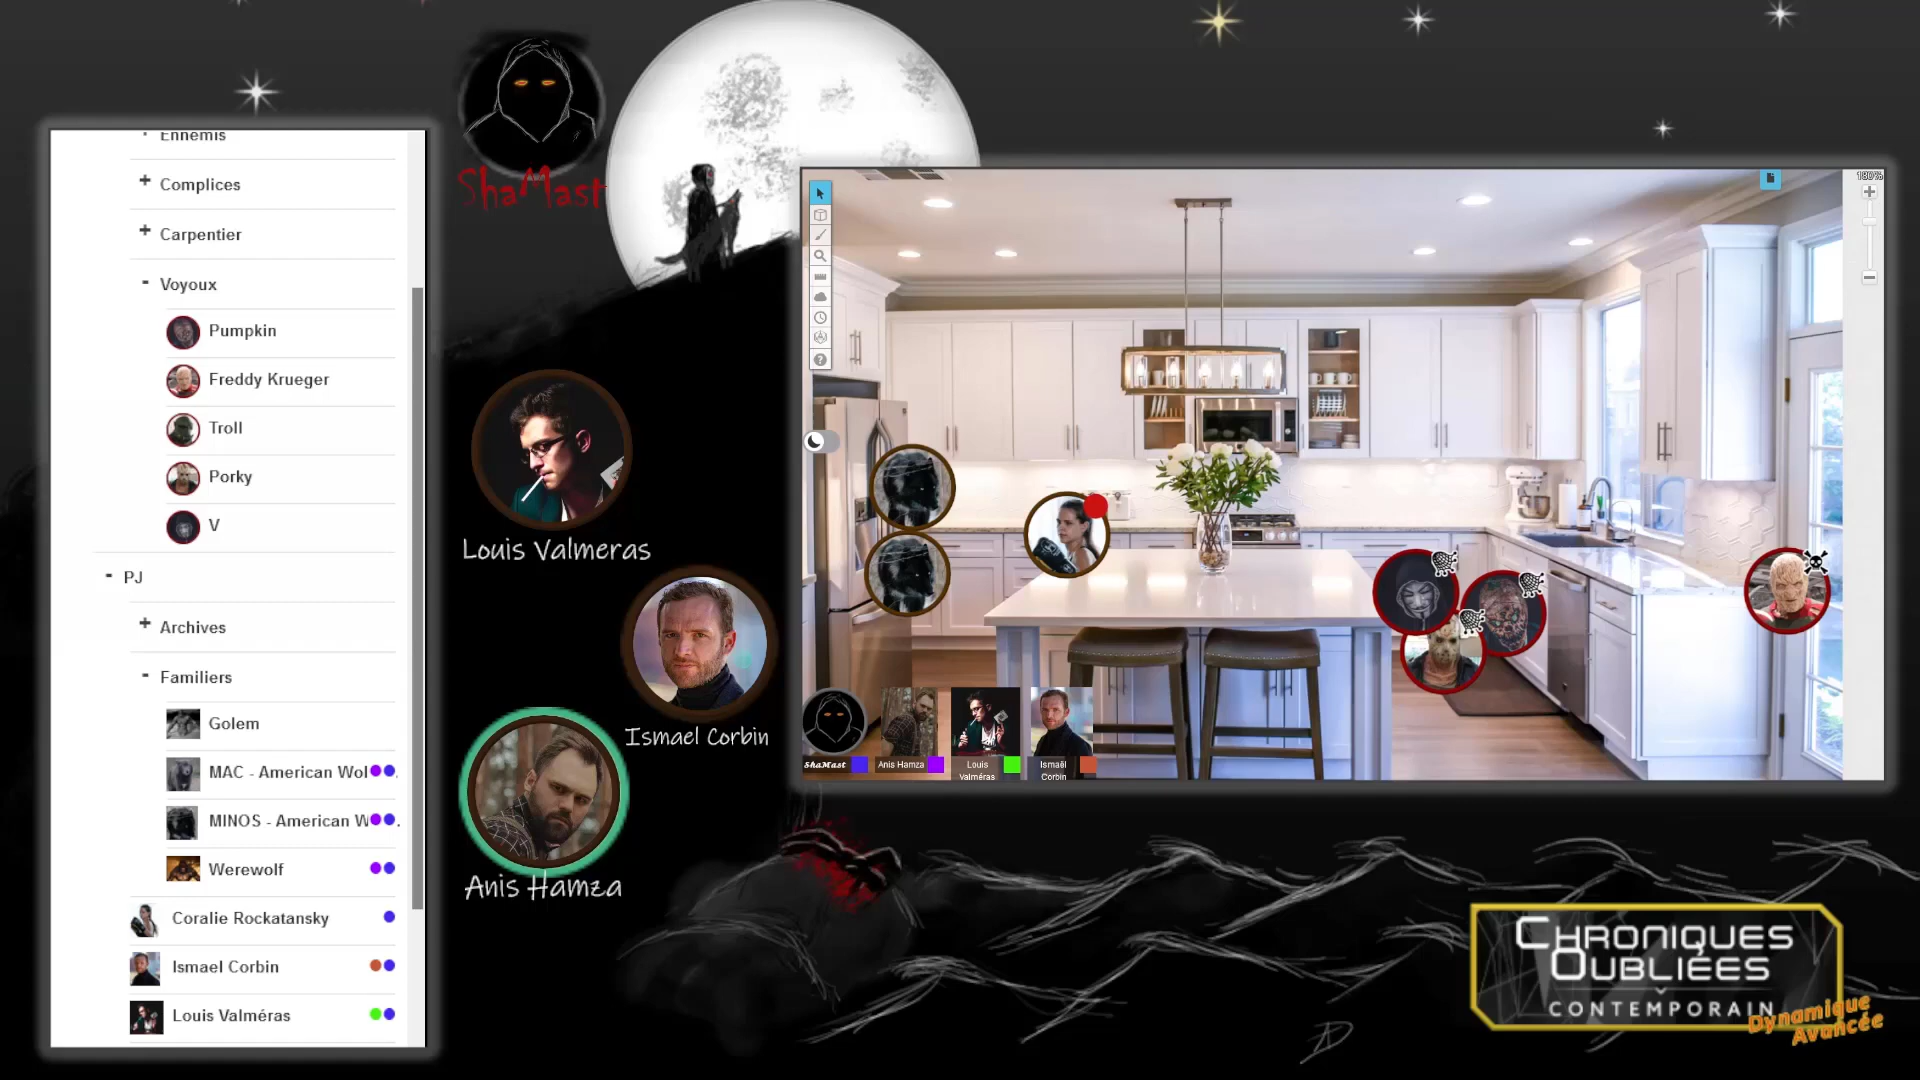 Ennemis
+ Complices
+ Carpentier
- Voyoux
Pumpkin
Freddy Krueger
Troll
Porky
V
- PJ
+ Archives
- Familiers
Golem
MAC - American Wol
MINOS - American W
Werewolf
Coralie Rockatansky
Ismael Corbin
Louis Valméras
ShaMast
Louis Valmeras
Ismael Corbin
Anis Hamza
180%
ShaMast
Anis Hamza
Louis
Valméras
Ismaël
Corbin
CHRONIQUES
OUBLIÉES
CONTEMPORAIN
Dynamique
Avancée